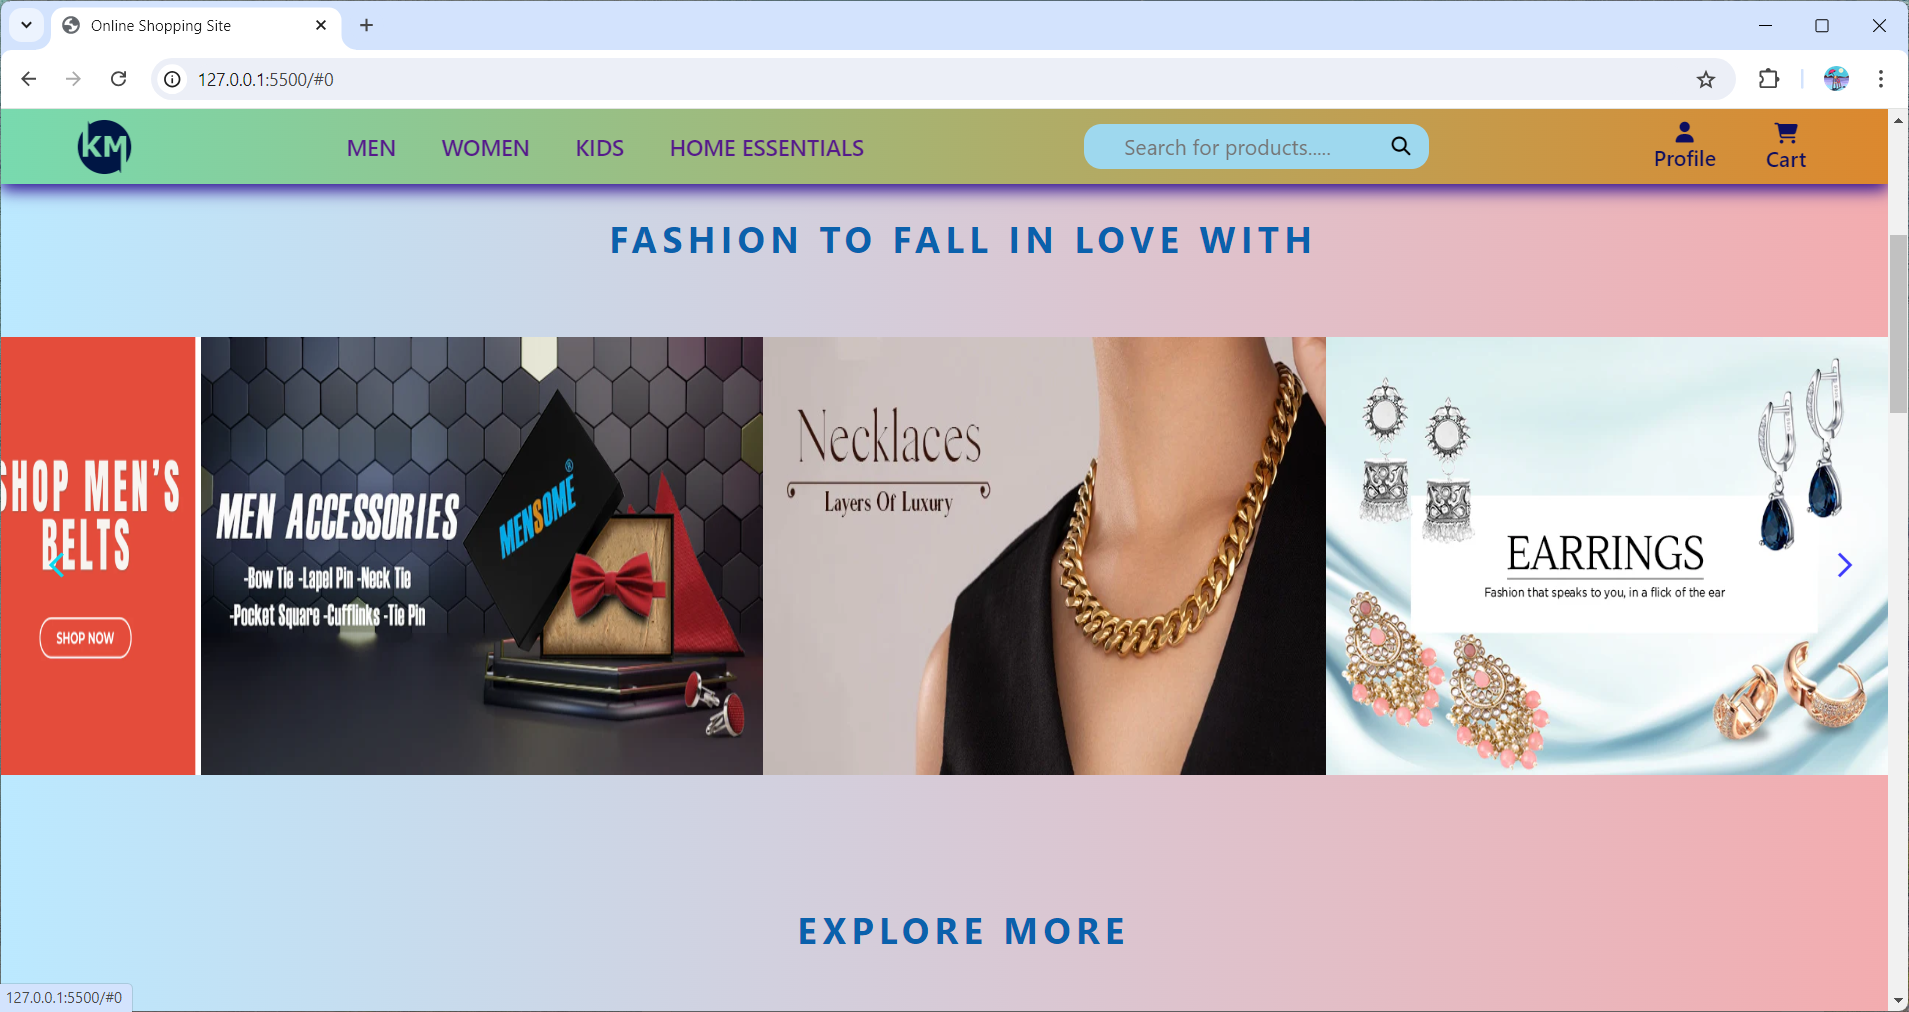 Online Shopping Site
127.0.0.1:5500/#0
KM
MEN
WOMEN
KIDS
HOME ESSENTIALS
Search for products.....
Profile
Cart
FASHION TO FALL IN LOVE WITH
SHOP MEN'S
BELTS
SHOP NOW
MEN ACCESSORIES
-Bow Tie -Lapel Pin -Neck Tie
-Pocket Square -Cufflinks -Tie Pin
MENSOME®
Necklaces
Layers Of Luxury
EARRINGS
Fashion that speaks to you, in a flick of the ear
EXPLORE MORE
127.0.0.1:5500/#0